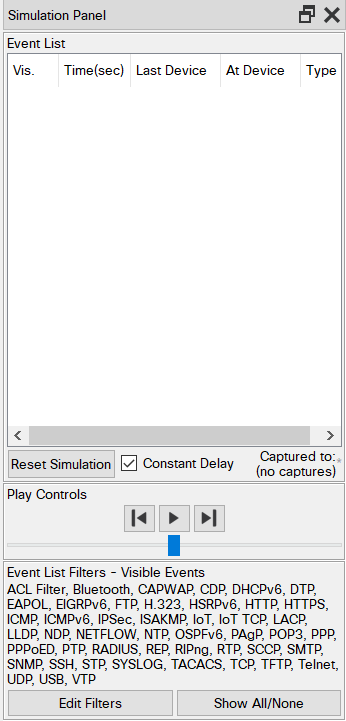 Simulation Panel
Event List
Vis. Time(sec) Last Device At Device Type
Reset Simulation Constant Delay Captured to:
(no captures)
Play Controls
Event List Filters - Visible Events
ACL Filter, Bluetooth, CAPWAP, CDP, DHCPv6, DTP,
EAPOL, EIGRPv6, FTP, H.323, HSRPv6, HTTP, HTTPS,
ICMP, ICMPv6, IPSec, ISAKMP, IoT, IoT TCP, LACP,
LLDP, NDP, NETFLOW, NTP, OSPFv6, PAgP, POP3, PPP,
PPPoED, PTP, RADIUS, REP, RIPng, RTP, SCCP, SMTP,
SNMP, SSH, STP, SYSLOG, TACACS, TCP, TFTP, Telnet,
UDP, USB, VTP
Edit Filters Show All/None